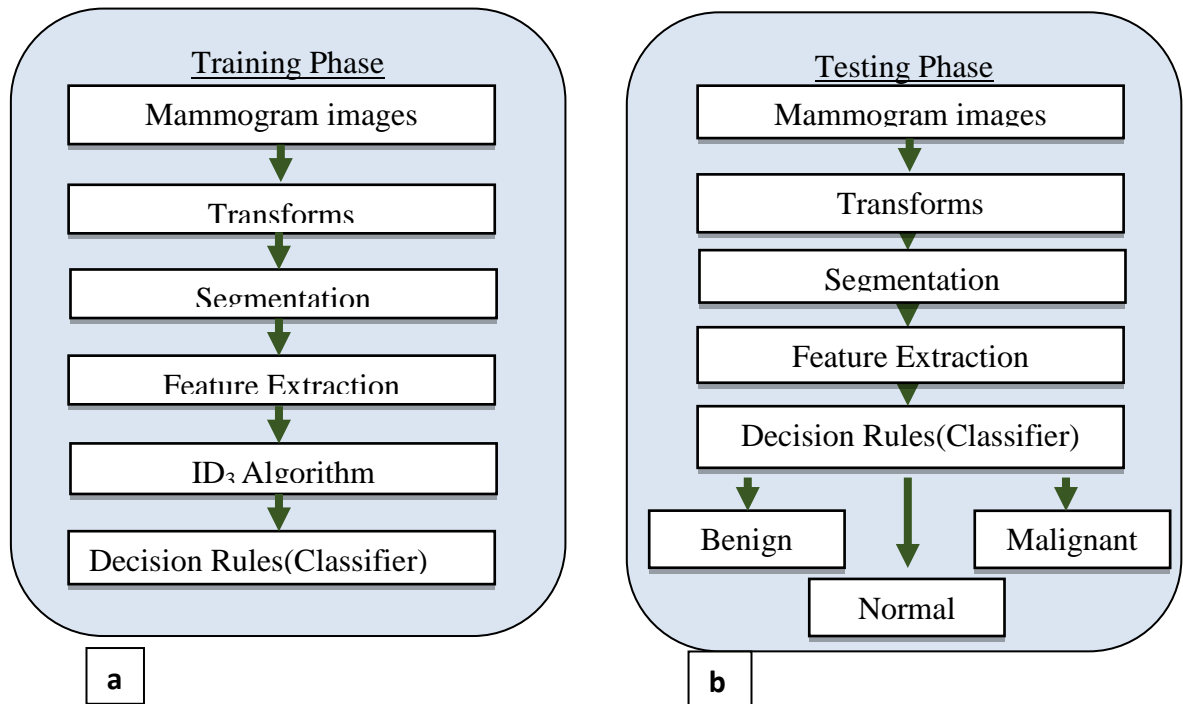 Training Phase
Mammogram images
Transforms
Segmentation
Feature Extraction
ID₃ Algorithm
Decision Rules(Classifier)
a
Testing Phase
Mammogram images
Transforms
Segmentation
Feature Extraction
Decision Rules(Classifier)
Benign
Malignant
Normal
b